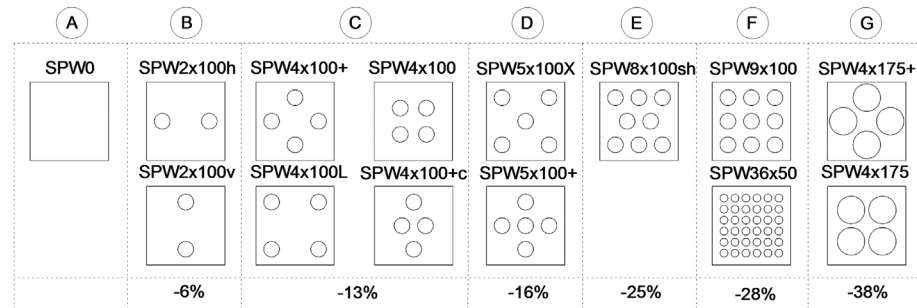 A B C D E F G
SPW0 SPW2x100h SPW4x100+ SPW4x100 SPW5x100X SPW8x100sh SPW9x100 SPW4x175+
SPW2x100v SPW4x100L SPW4x100+c SPW5x100+ SPW36x50 SPW4x175
-6% -13% -16% -25% -28% -38%